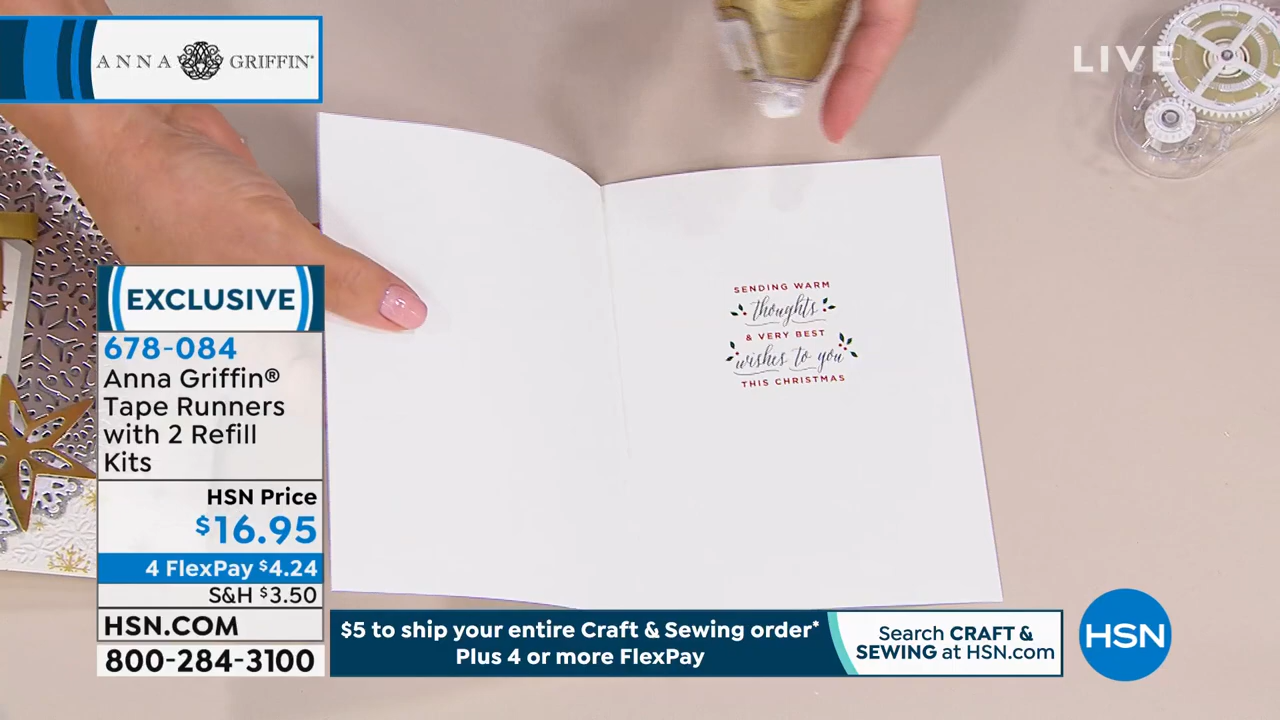 ANNA GRIFFIN®
LIVE
SENDING WARM
thoughts
& VERY BEST
wishes to you
THIS CHRISTMAS
EXCLUSIVE
678-084
Anna Griffin®
Tape Runners
with 2 Refill
Kits
HSN Price
$16.95
4 FlexPay $4.24
S&H $3.50
HSN.COM
800-284-3100
$5 to ship your entire Craft & Sewing order*
Plus 4 or more FlexPay
Search CRAFT &
SEWING at HSN.com
HSN